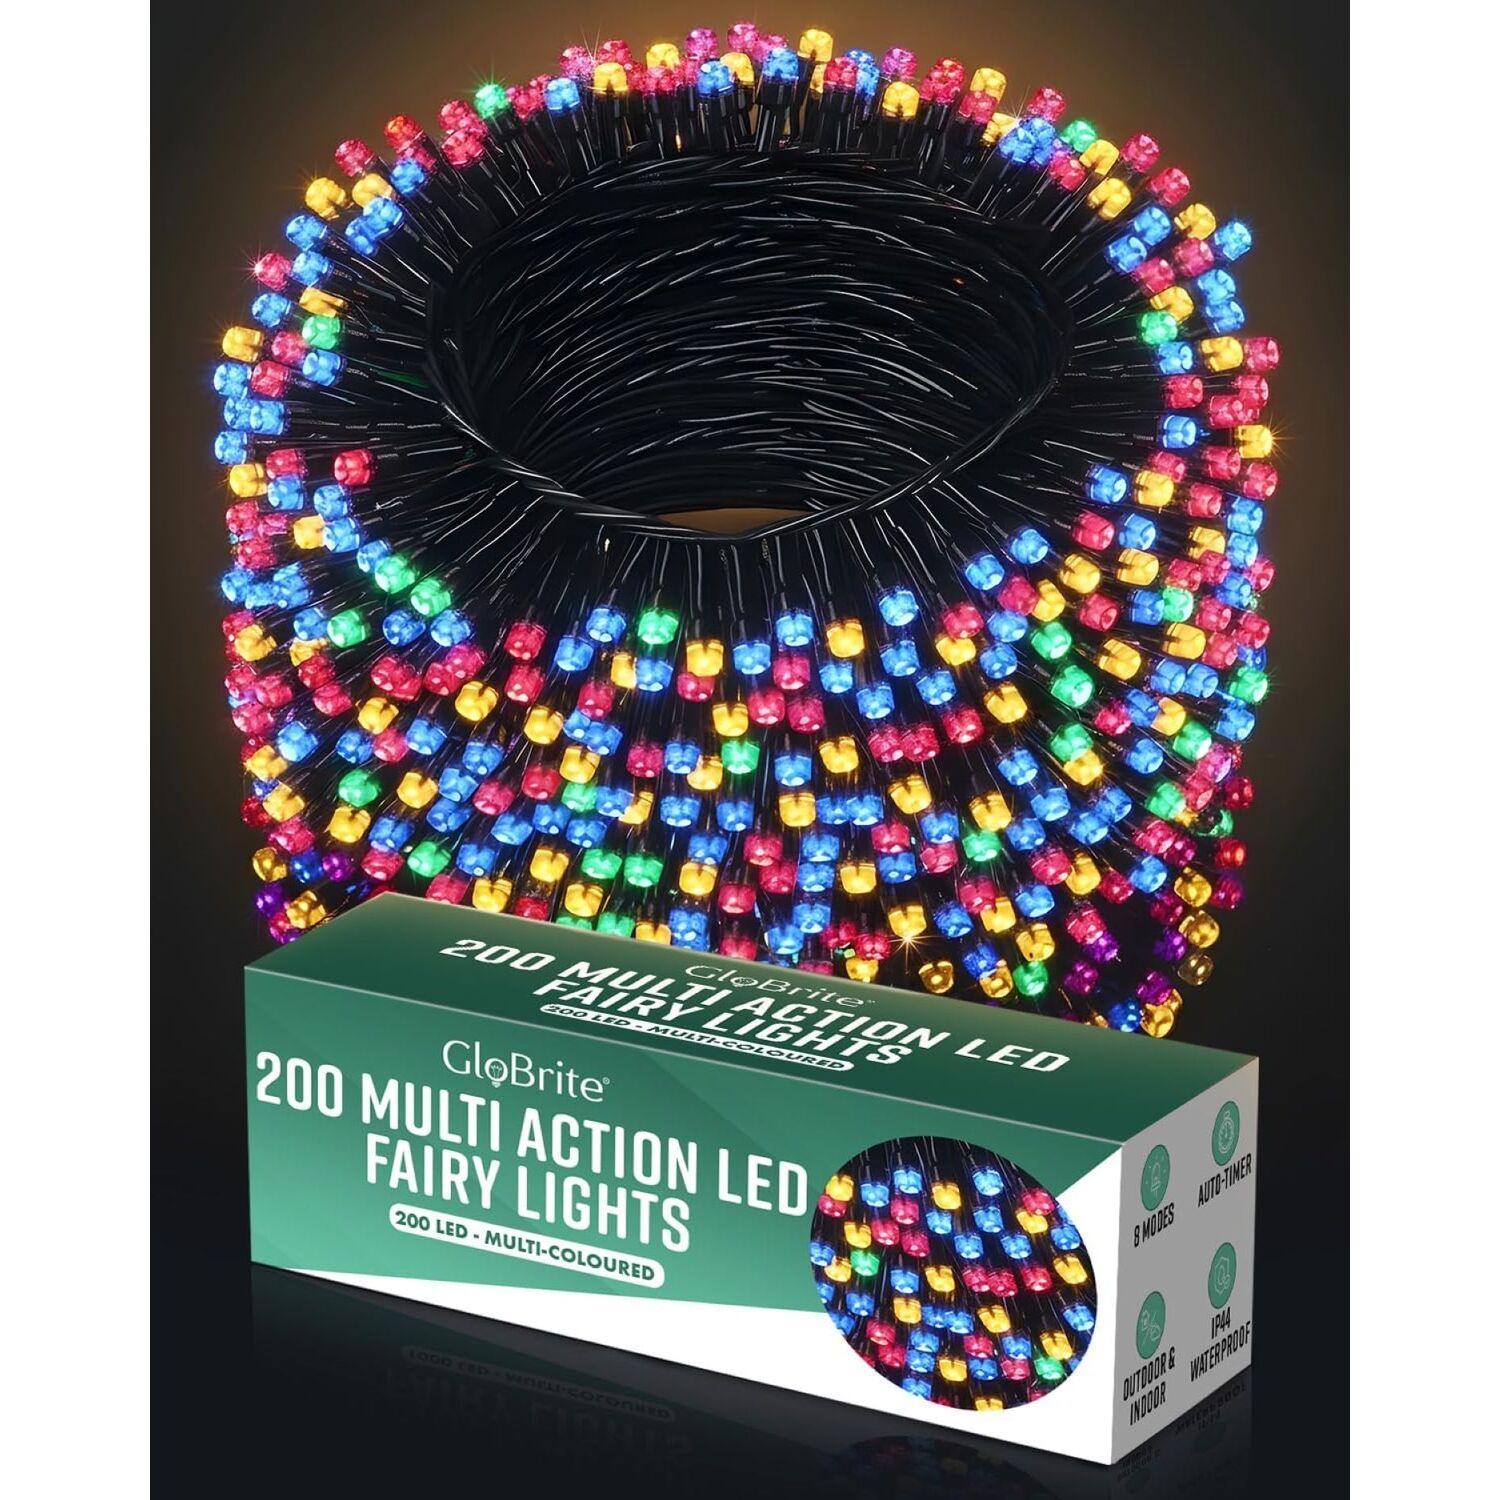 GloBrite™
200 MULTI ACTION LED
FAIRY LIGHTS
200 LED - MULTI-COLOURED
GloBrite®
200 MULTI ACTION LED
FAIRY LIGHTS
200 LED - MULTI-COLOURED
8 MODES
AUTO-TIMER
OUTDOOR &
INDOOR
IP44
WATERPROOF